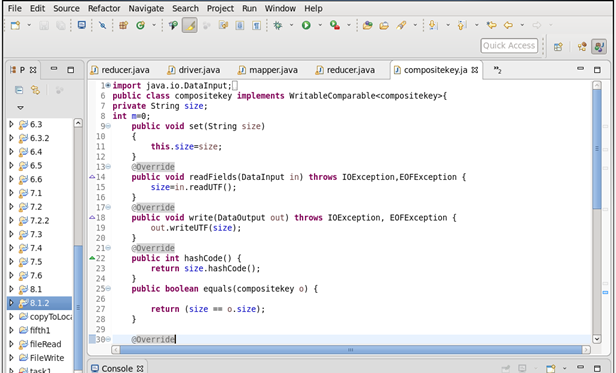 File Edit Source Refactor Navigate Search Project Run Window Help
Quick Access
P
reducer.java driver.java mapper.java reducer.java compositekey.ja »2
6.3
6.3.2
6.4
6.5
6.6
7.1
7.2
7.2.2
7.3
7.4
7.5
7.6
8.1
8.1.2
copyToLoca
fifth1
fileRead
FileWrite
task1
1 import java.io.DataInput;
6 public class compositekey implements WritableComparable<compositekey>{
7 private String size;
8 int m=0;
9 public void set(String size)
10 {
11 this.size=size;
12 }
13 @Override
14 public void readFields(DataInput in) throws IOException,EOFException {
15 size=in.readUTF();
16 }
17 @Override
18 public void write(DataOutput out) throws IOException, EOFException {
19 out.writeUTF(size);
20 }
21 @Override
22 public int hashCode() {
23 return size.hashCode();
24 }
25 public boolean equals(compositekey o) {
26
27 return (size == o.size);
28 }
29
30 @Override
Console